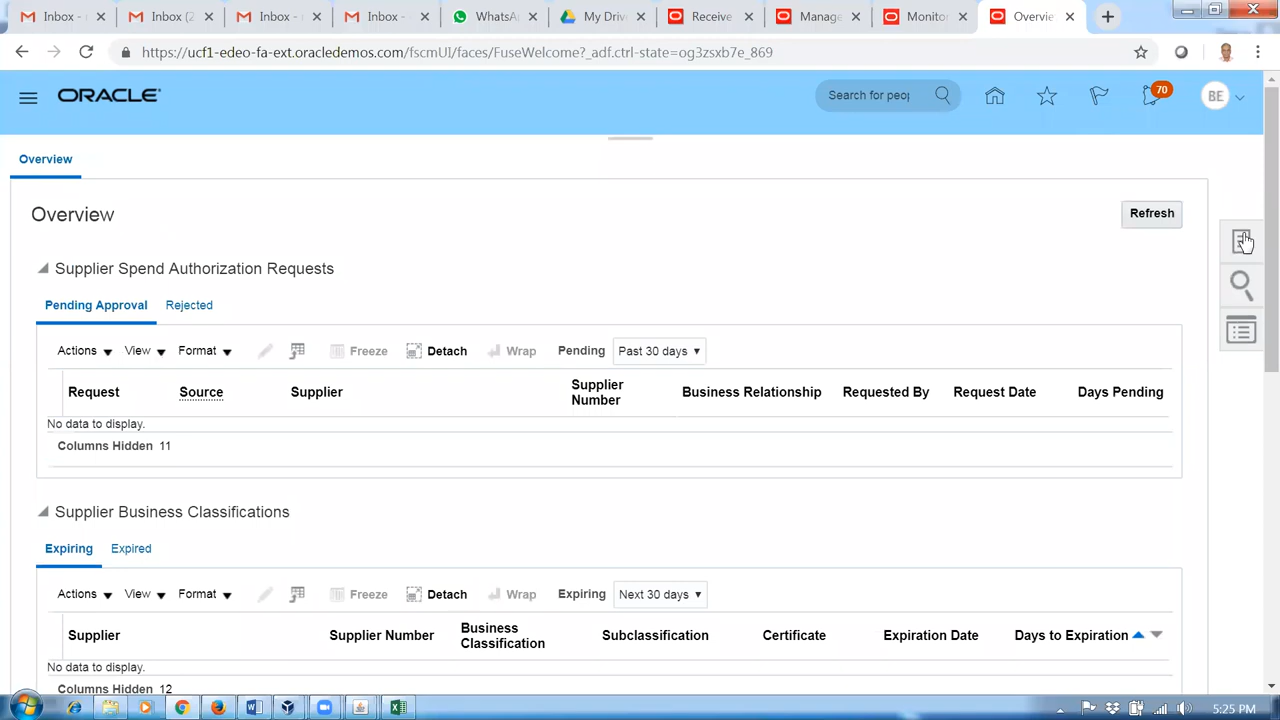 Inbox - Inbox Inbox - Inbox - WhatsA My Driv Receive Manage Monito Overvie
https://ucf1-edeo-fa-ext.oracledemos.com/fscmUI/faces/FuseWelcome?_adf.ctrl-state=og3zsxb7e_869
ORACLE Search for peop 70 BE
Overview
Overview Refresh
Supplier Spend Authorization Requests
Pending Approval Rejected
Actions View Format Freeze Detach Wrap Pending Past 30 days
Request Source Supplier Supplier Number Business Relationship Requested By Request Date Days Pending
No data to display.
Columns Hidden 11
Supplier Business Classifications
Expiring Expired
Actions View Format Freeze Detach Wrap Expiring Next 30 days
Supplier Supplier Number Business Classification Subclassification Certificate Expiration Date Days to Expiration
No data to display.
Columns Hidden 12
5:25 PM